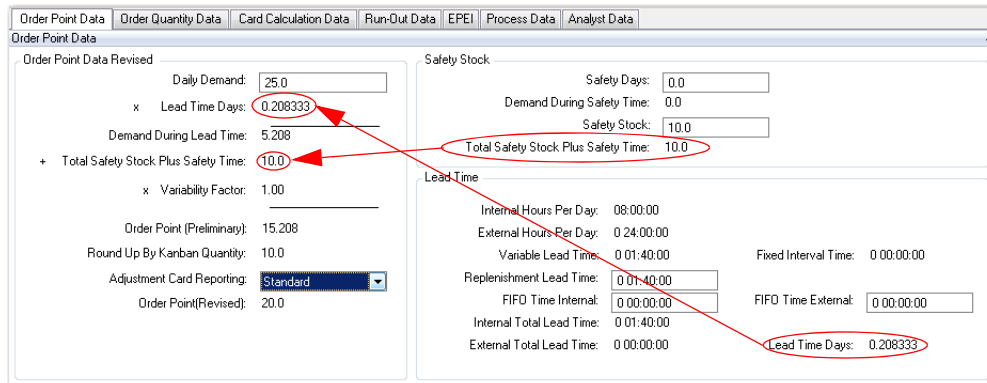 Order Point Data Order Quantity Data Card Calculation Data Run-Out Data EPEI Process Data Analyst Data
Order Point Data
Order Point Data Revised
Daily Demand: 25.0
x Lead Time Days: 0.208333
Demand During Lead Time: 5.208
+ Total Safety Stock Plus Safety Time: 10.0
x Variability Factor: 1.00
Order Point (Preliminary): 15.208
Round Up By Kanban Quantity: 10.0
Adjustment Card Reporting: Standard
Order Point(Revised): 20.0
Safety Stock
Safety Days: 0.0
Demand During Safety Time: 0.0
Safety Stock: 10.0
Total Safety Stock Plus Safety Time: 10.0
Lead Time
Internal Hours Per Day: 08:00:00
External Hours Per Day: 0 24:00:00
Variable Lead Time: 0 01:40:00 Fixed Interval Time: 0 00:00:00
Replenishment Lead Time: 0 01:40:00
FIFO Time Internal: 0 00:00:00 FIFO Time External: 0 00:00:00
Internal Total Lead Time: 0 01:40:00
External Total Lead Time: 0 00:00:00 Lead Time Days: 0.208333